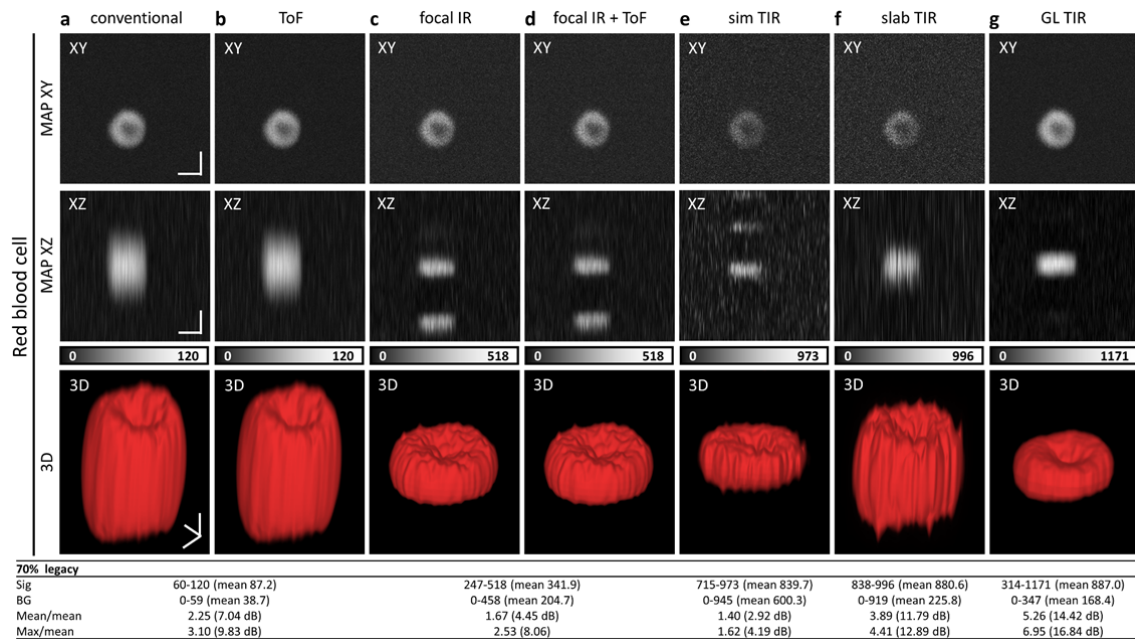 a conventional b ToF c focal IR d focal IR + ToF e sim TIR f slab TIR g GL TIR
Red blood cell
MAP XY
XY XY XY XY XY XY XY
MAP XZ
XZ XZ XZ XZ XZ XZ XZ
0 120 0 120 0 518 0 518 0 973 0 996 0 1171
3D
3D 3D 3D 3D 3D 3D 3D
70% legacy
Sig 60-120 (mean 87.2) 247-518 (mean 341.9) 715-973 (mean 839.7) 838-996 (mean 880.6) 314-1171 (mean 887.0)
BG 0-59 (mean 38.7) 0-458 (mean 204.7) 0-945 (mean 600.3) 0-919 (mean 225.8) 0-347 (mean 168.4)
Mean/mean 2.25 (7.04 dB) 1.67 (4.45 dB) 1.40 (2.92 dB) 3.89 (11.79 dB) 5.26 (14.42 dB)
Max/mean 3.10 (9.83 dB) 2.53 (8.06) 1.62 (4.19 dB) 4.41 (12.89 dB) 6.95 (16.84 dB)